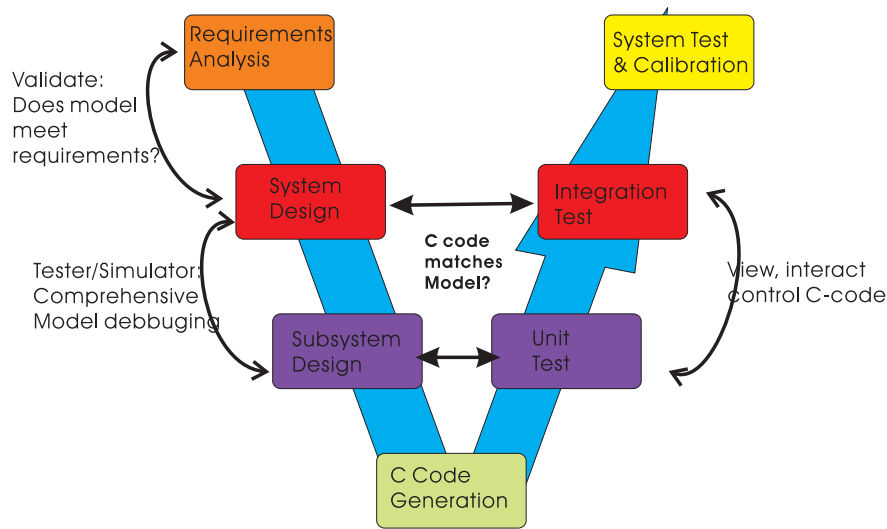 Requirements
Analysis
System Test
& Calibration
Validate:
Does model
meet
requirements?
System
Design
Integration
Test
C code
matches
Model?
Tester/Simulator:
Comprehensive
Model debbuging
View, interact
control C-code
Subsystem
Design
Unit
Test
C Code
Generation